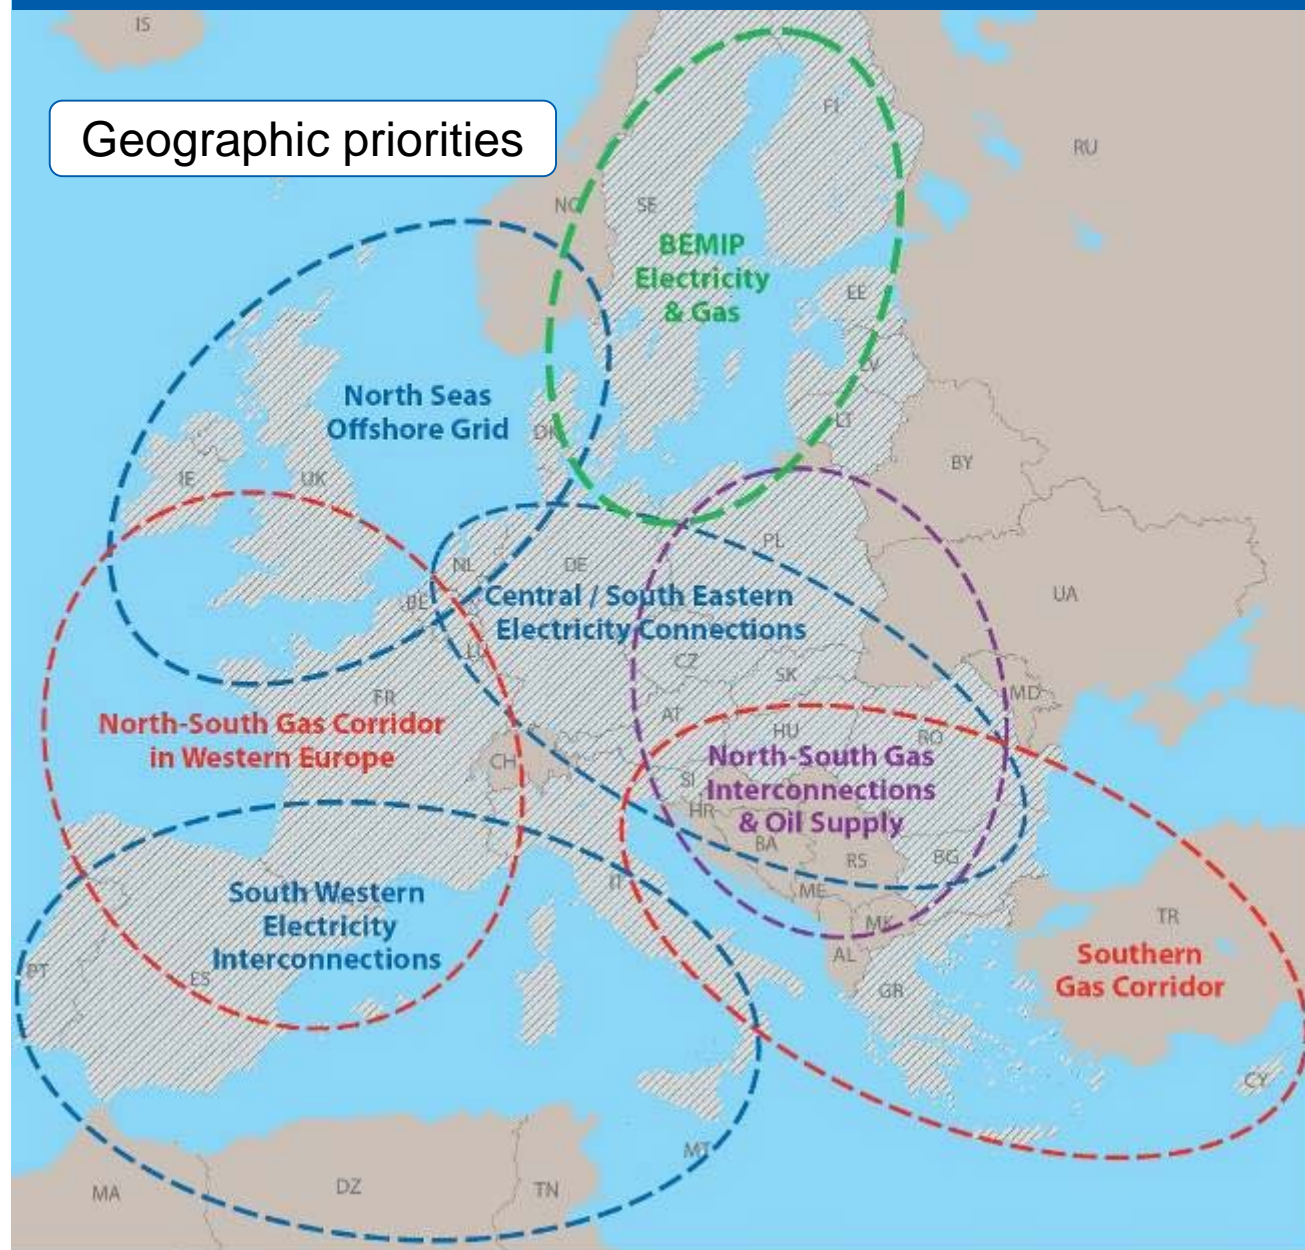 IS
Geographic priorities
FI
RU
NO
SE
BEMIP
Electricity
& Gas
EE
LV
North Seas
Offshore Grid
LT
DK
BY
IE
UK
PL
NL
DE
UA
BE
Central / South Eastern
Electricity Connections
LU
CZ
SK
MD
FR
AT
North-South Gas Corridor
in Western Europe
HU
RO
CH
North-South Gas
Interconnections
& Oil Supply
SI
HR
BA
RS
BG
IT
ME
MK
South Western
Electricity
Interconnections
TR
AL
Southern
Gas Corridor
PT
ES
GR
CY
MT
MA
DZ
TN